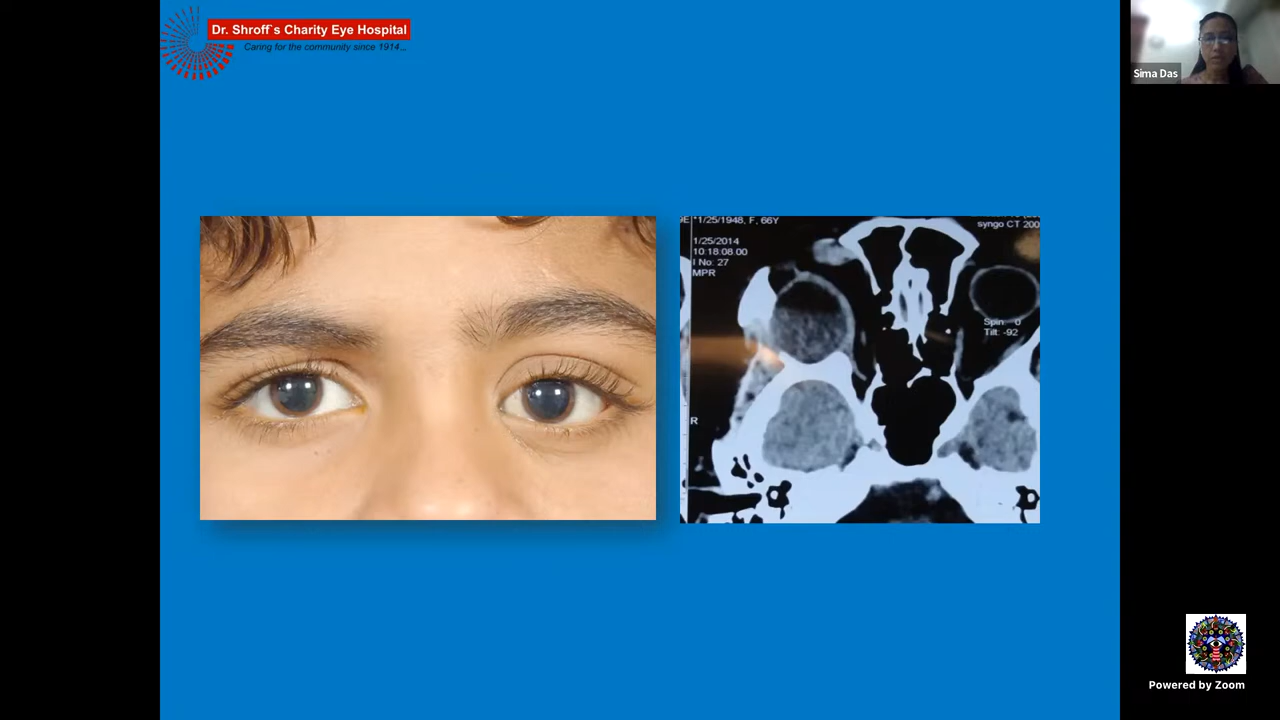 Dr. Shroff`s Charity Eye Hospital
Caring for the community since 1914...
Sima Das
*1/25/1948, F, 66Y
syngo CT 200
1/25/2014
10:18:08.00
I No: 27
MPR
Spin: 0
Tilt: -92
R
Powered by Zoom